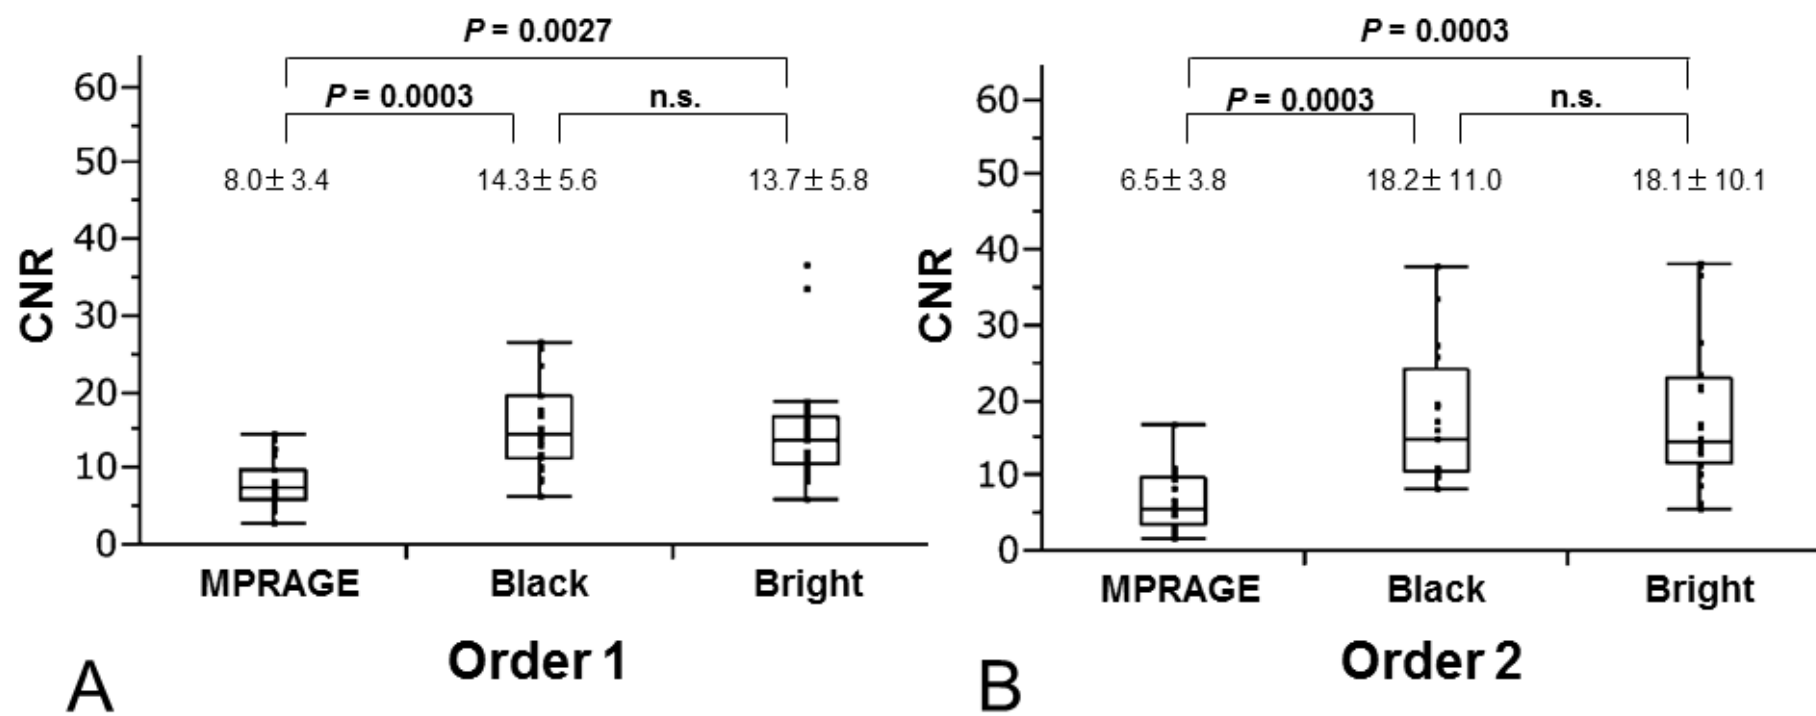 P = 0.0027
P = 0.0003
n.s.
8.0± 3.4
14.3± 5.6
13.7± 5.8
CNR
60
50
40
30
20
10
0
MPRAGE
Black
Bright
Order 1
A
P = 0.0003
P = 0.0003
n.s.
6.5± 3.8
18.2± 11.0
18.1± 10.1
CNR
60
50
40
30
20
10
0
MPRAGE
Black
Bright
Order 2
B